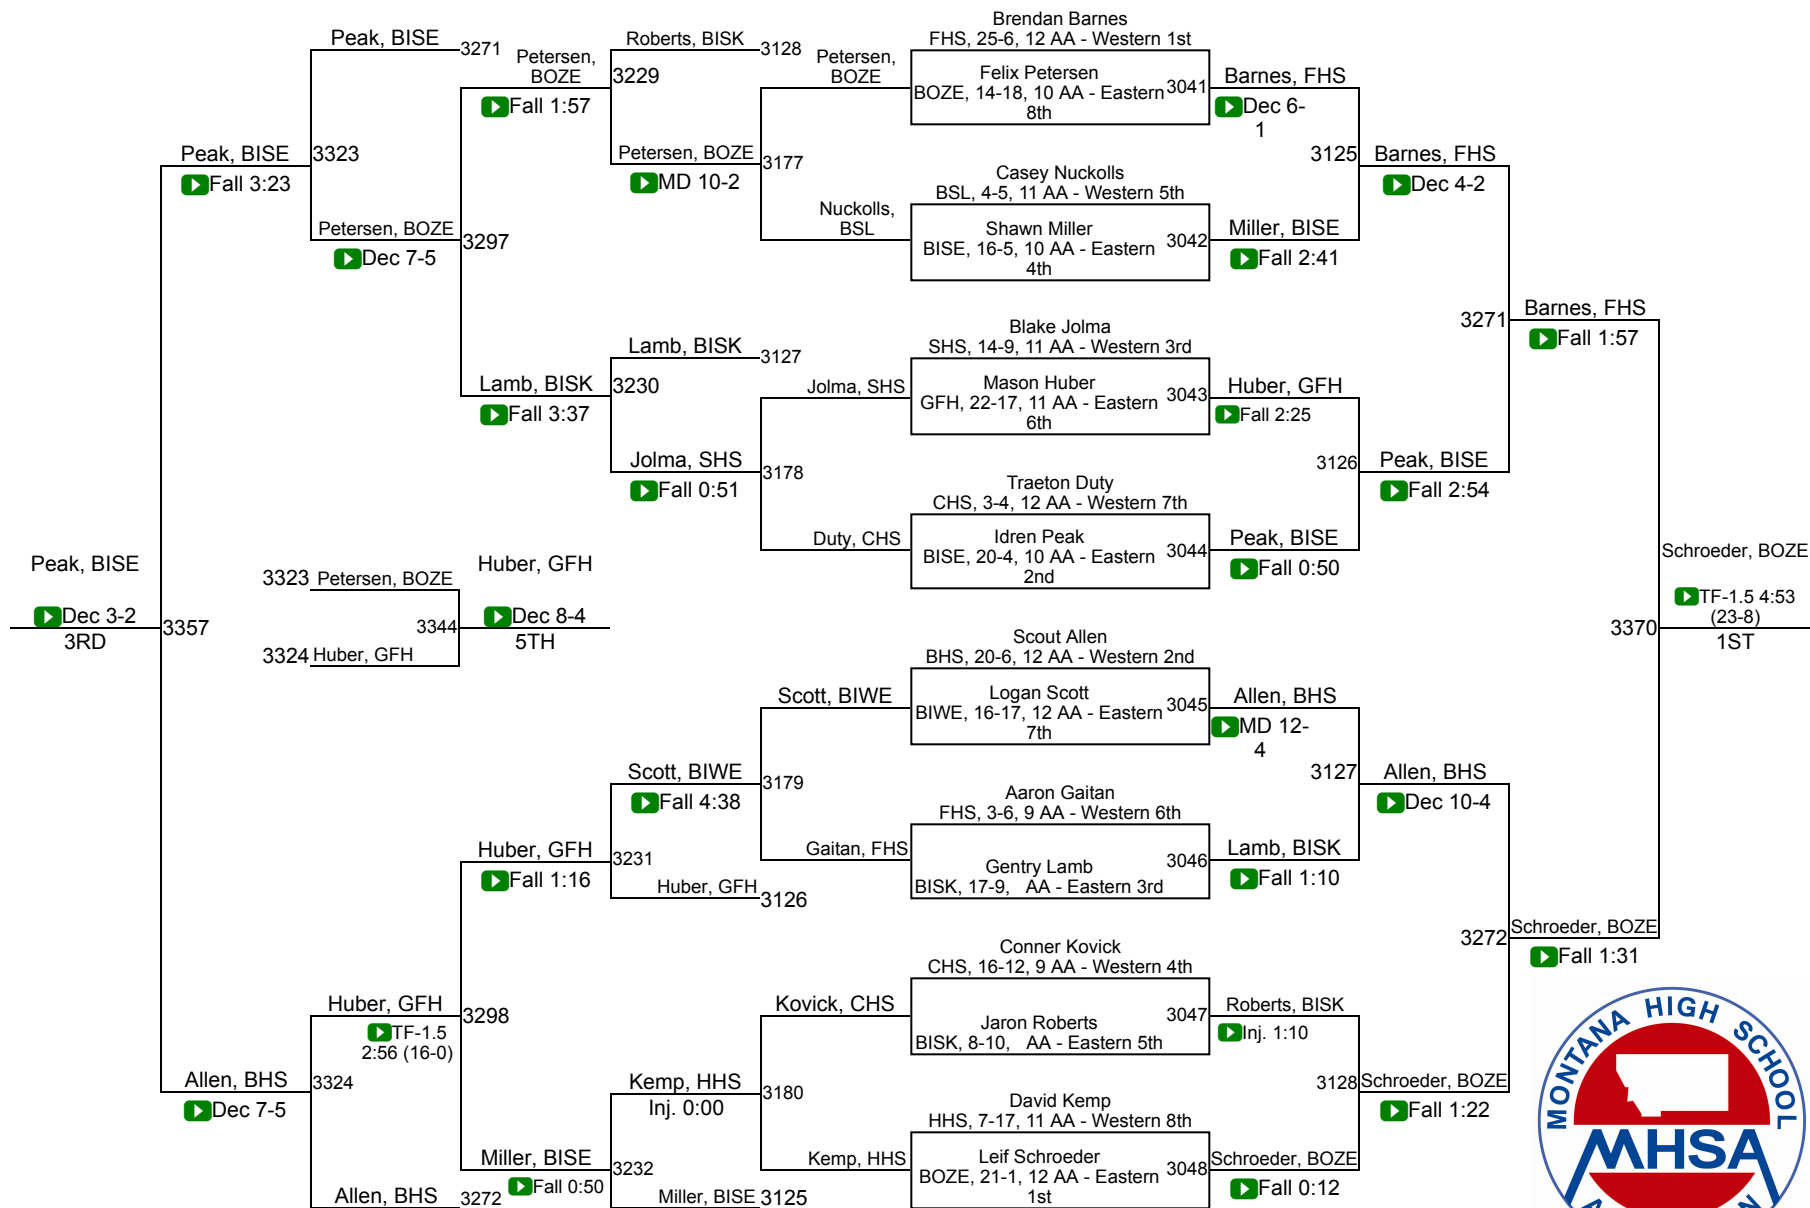 Brendan Barnes
FHS, 25-6, 12 AA - Western 1st
Peak, BISE
3271
Petersen,
BOZE
Roberts, BISK
3128
Petersen,
BOZE
3229
Felix Petersen
BOZE, 14-18, 10 AA - Eastern
8th
3041
Barnes, FHS
Fall 1:57
Dec 6-
1
Peak, BISE
3323
Petersen, BOZE
3177
3125
Barnes, FHS
Fall 3:23
MD 10-2
Casey Nuckolls
BSL, 4-5, 11 AA - Western 5th
Dec 4-2
Petersen, BOZE
3297
Nuckolls,
BSL
Shawn Miller
BISE, 16-5, 10 AA - Eastern
4th
3042
Miller, BISE
Dec 7-5
Fall 2:41
3271
Barnes, FHS
Blake Jolma
SHS, 14-9, 11 AA - Western 3rd
Fall 1:57
Lamb, BISK
3127
Lamb, BISK
3230
Jolma, SHS
Mason Huber
GFH, 22-17, 11 AA - Eastern
6th
3043
Huber, GFH
Fall 3:37
Fall 2:25
Jolma, SHS
3178
3126
Peak, BISE
Fall 0:51
Traeton Duty
CHS, 3-4, 12 AA - Western 7th
Fall 2:54
Duty, CHS
Idren Peak
BISE, 20-4, 10 AA - Eastern
2nd
3044
Peak, BISE
Fall 0:50
Schroeder, BOZE
Peak, BISE
3323
Petersen, BOZE
Huber, GFH
Dec 3-2
3RD
3357
3344
Dec 8-4
5TH
3324
Huber, GFH
3370
TF-1.5 4:53
(23-8)
1ST
Scout Allen
BHS, 20-6, 12 AA - Western 2nd
Scott, BIWE
Logan Scott
BIWE, 16-17, 12 AA - Eastern
7th
3045
Allen, BHS
MD 12-
4
Scott, BIWE
3179
3127
Allen, BHS
Fall 4:38
Aaron Gaitan
FHS, 3-6, 9 AA - Western 6th
Dec 10-4
Huber, GFH
3231
Gaitan, FHS
Gentry Lamb
BISK, 17-9, AA - Eastern 3rd
3046
Lamb, BISK
Fall 1:16
Huber, GFH
3126
Fall 1:10
3272
Schroeder, BOZE
Conner Kovick
CHS, 16-12, 9 AA - Western 4th
Fall 1:31
Huber, GFH
3298
Kovick, CHS
Jaron Roberts
BISK, 8-10, AA - Eastern 5th
3047
Roberts, BISK
TF-1.5
2:56 (16-0)
Inj. 1:10
Allen, BHS
3324
Kemp, HHS
3180
3128
Schroeder, BOZE
Dec 7-5
Inj. 0:00
David Kemp
HHS, 7-17, 11 AA - Western 8th
Fall 1:22
Miller, BISE
3232
Kemp, HHS
Leif Schroeder
BOZE, 21-1, 12 AA - Eastern
1st
3048
Schroeder, BOZE
Allen, BHS
3272
Fall 0:50
Miller, BISE
3125
Fall 0:12
MONTANA HIGH SCHOOL
MHSA